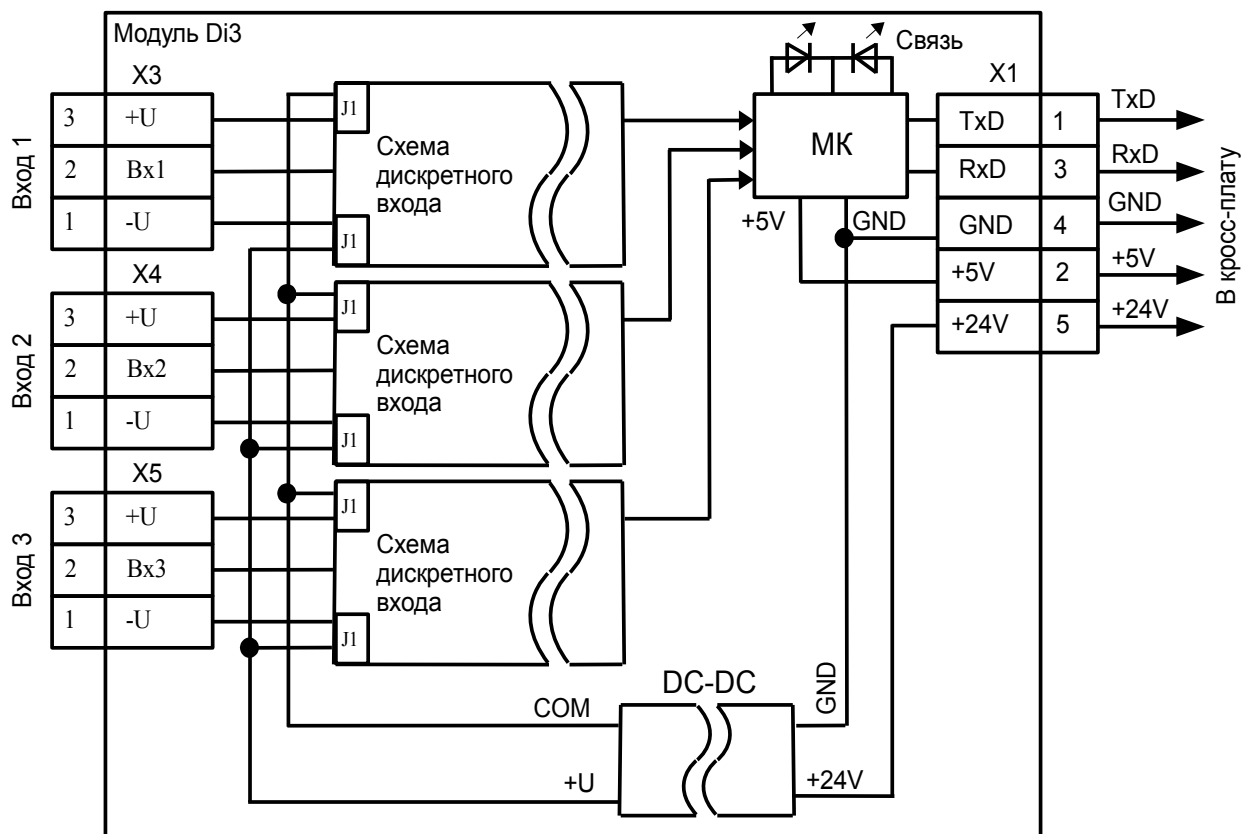 Модуль Di3
Связь
X3
X1
Вход 1
3 +U
2 Вх1
1 -U
J1
J1
Схема
дискретного
входа
МК
TxD 1 TxD
RxD 3 RxD
GND 4 GND
+5V 2 +5V
+24V 5 +24V
+5V
GND
В кросс-плату
X4
Вход 2
3 +U
2 Вх2
1 -U
J1
J1
Схема
дискретного
входа
X5
Вход 3
3 +U
2 Вх3
1 -U
J1
J1
Схема
дискретного
входа
DC-DC
COM
GND
+U
+24V